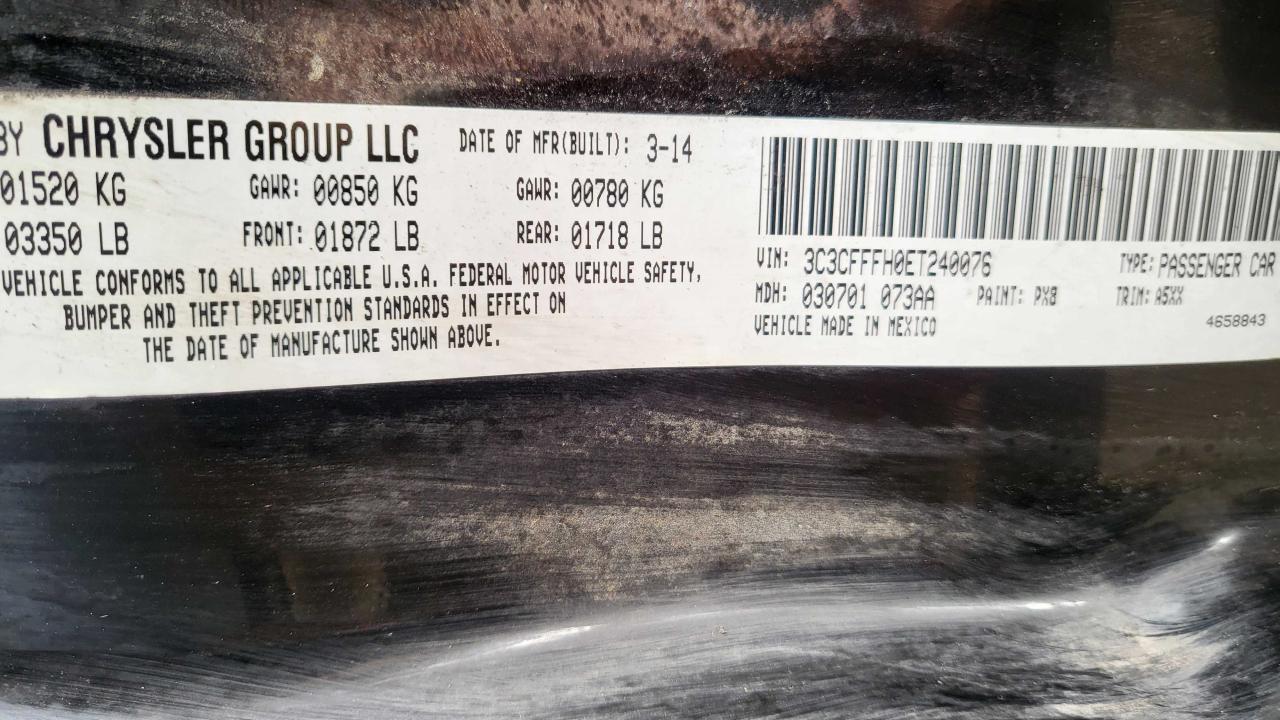 BY CHRYSLER GROUP LLC DATE OF MFR(BUILT): 3-14
01520 KG GAWR: 00850 KG GAWR: 00780 KG
03350 LB FRONT: 01872 LB REAR: 01718 LB
VEHICLE CONFORMS TO ALL APPLICABLE U.S.A. FEDERAL MOTOR VEHICLE SAFETY,
BUMPER AND THEFT PREVENTION STANDARDS IN EFFECT ON
THE DATE OF MANUFACTURE SHOWN ABOVE.
VIN: 3C3CFFFH0ET240076 TYPE: PASSENGER CAR
MDH: 030701 073AA PAINT: PX8 TRIM: A5XX
VEHICLE MADE IN MEXICO 4658843